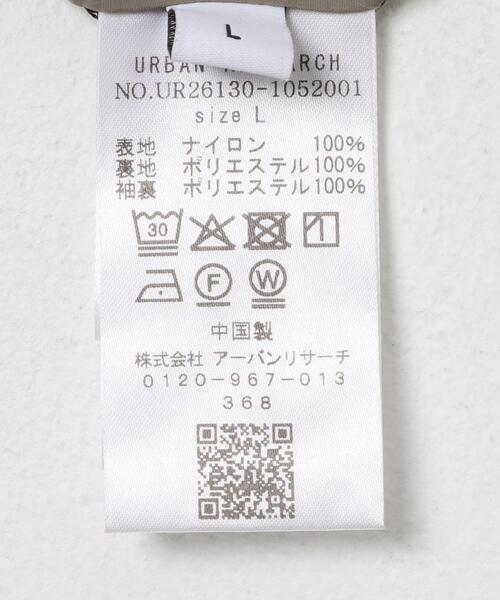 L
URBAN
ARCH
NO.UR26130-1052001
size L
表地 ナイロン 100%
裏地 ポリエステル100%
袖裏 ポリエステル100%
30
F W
中国製
株式会社 アーバンリサーチ
0120-967-013
368